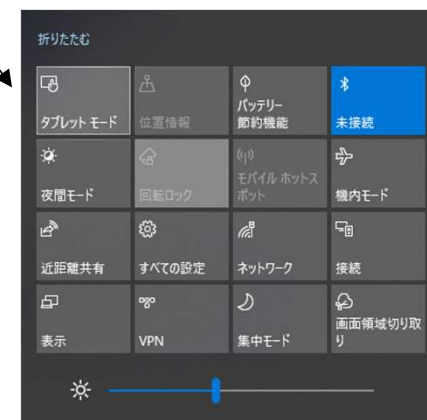 折りたたむ
タブレット モード
位置情報
バッテリー
節約機能
未接続
夜間モード
回転ロック
モバイル ホットス
ポット
機内モード
近距離共有
すべての設定
ネットワーク
接続
表示
VPN
集中モード
画面領域切り取
り